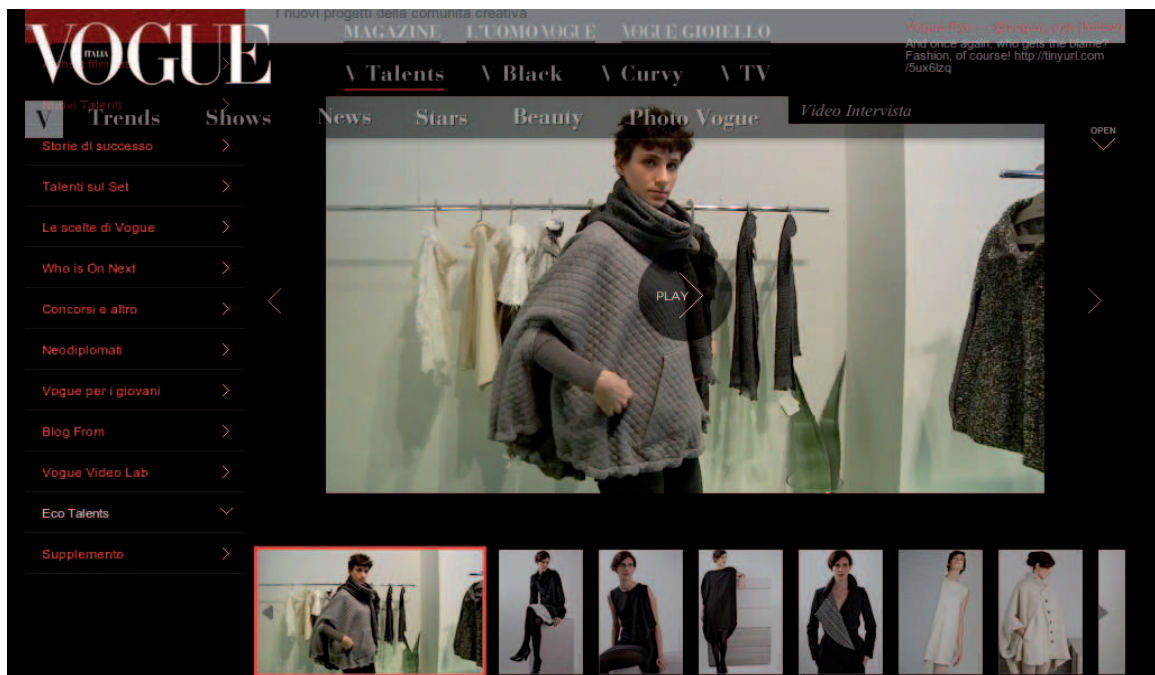 I nuovi progetti della comunità creativa
VOGUE
ITALIA
MAGAZINE L'UOMO VOGUE VOGUE GIOIELLO
And once again, who gets the blame?
Fashion, of course! http://tinyurl.com
/5ux6lzq
V Talents V Black V Curvy V TV
Nuovi Talenti
V Trends Shows News Stars Beauty Photo Vogue
Video Intervista
OPEN
Storie di successo
Talenti sul Set
Le scelte di Vogue
Who is On Next
Concorsi e altro
Neodiplomati
Vogue per i giovani
Blog From
Vogue Video Lab
Eco Talents
Supplemento
PLAY